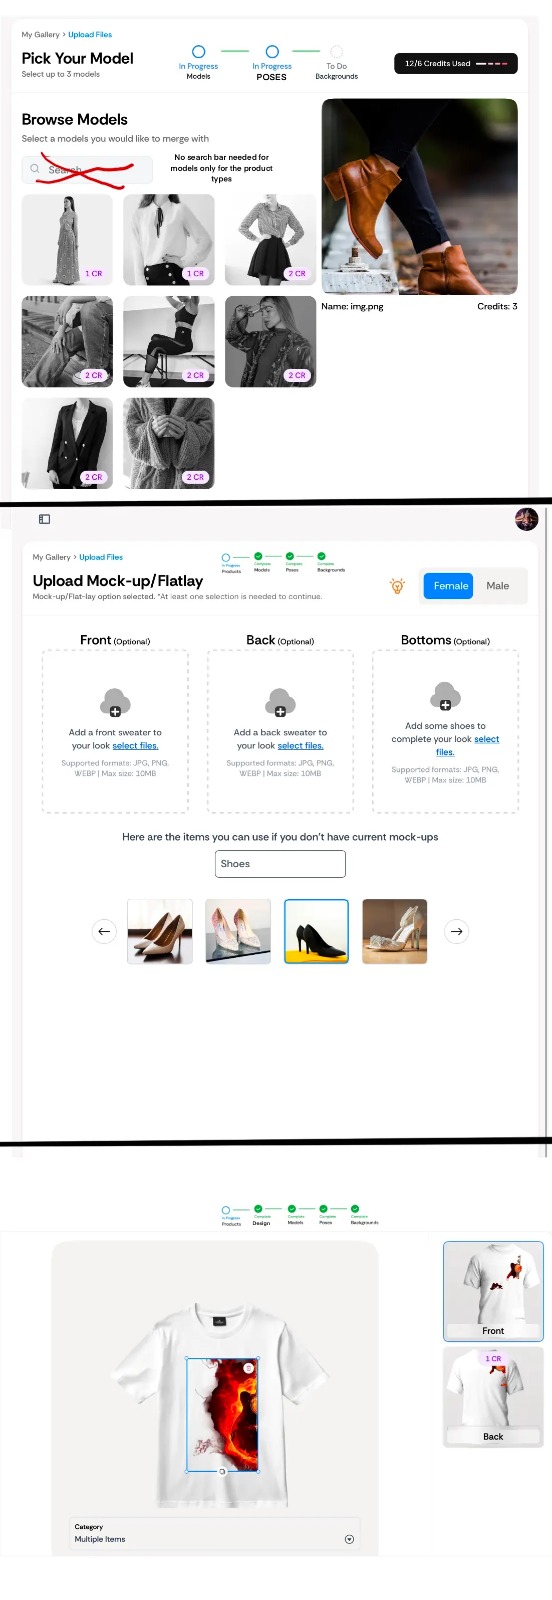 My Gallery > Upload Files
Pick Your Model
Select up to 3 models
In Progress
Models
In Progress
POSES
To Do
Backgrounds
12/6 Credits Used
Browse Models
Select a models you would like to merge with
Search
No search bar needed for
models only for the product
types
1 CR
1 CR
2 CR
2 CR
2 CR
2 CR
2 CR
2 CR
Name: img.png
Credits: 3
My Gallery > Upload Files
Upload Mock-up/Flatlay
Mock-up/Flat-lay option selected. *At least one selection is needed to continue.
In Progress
Products
Complete
Models
Complete
Poses
Complete
Backgrounds
Female
Male
Front (Optional)
Add a front sweater to
your look select files.
Supported formats: JPG, PNG,
WEBP | Max size: 10MB
Back (Optional)
Add a back sweater to
your look select files.
Supported formats: JPG, PNG,
WEBP | Max size: 10MB
Bottoms (Optional)
Add some shoes to
complete your look select
files.
Supported formats: JPG, PNG,
WEBP | Max size: 10MB
Here are the items you can use if you don't have current mock-ups
Shoes
In Progress
Products
Complete
Design
Complete
Models
Complete
Poses
Complete
Backgrounds
Front
1 CR
Back
Category
Multiple Items